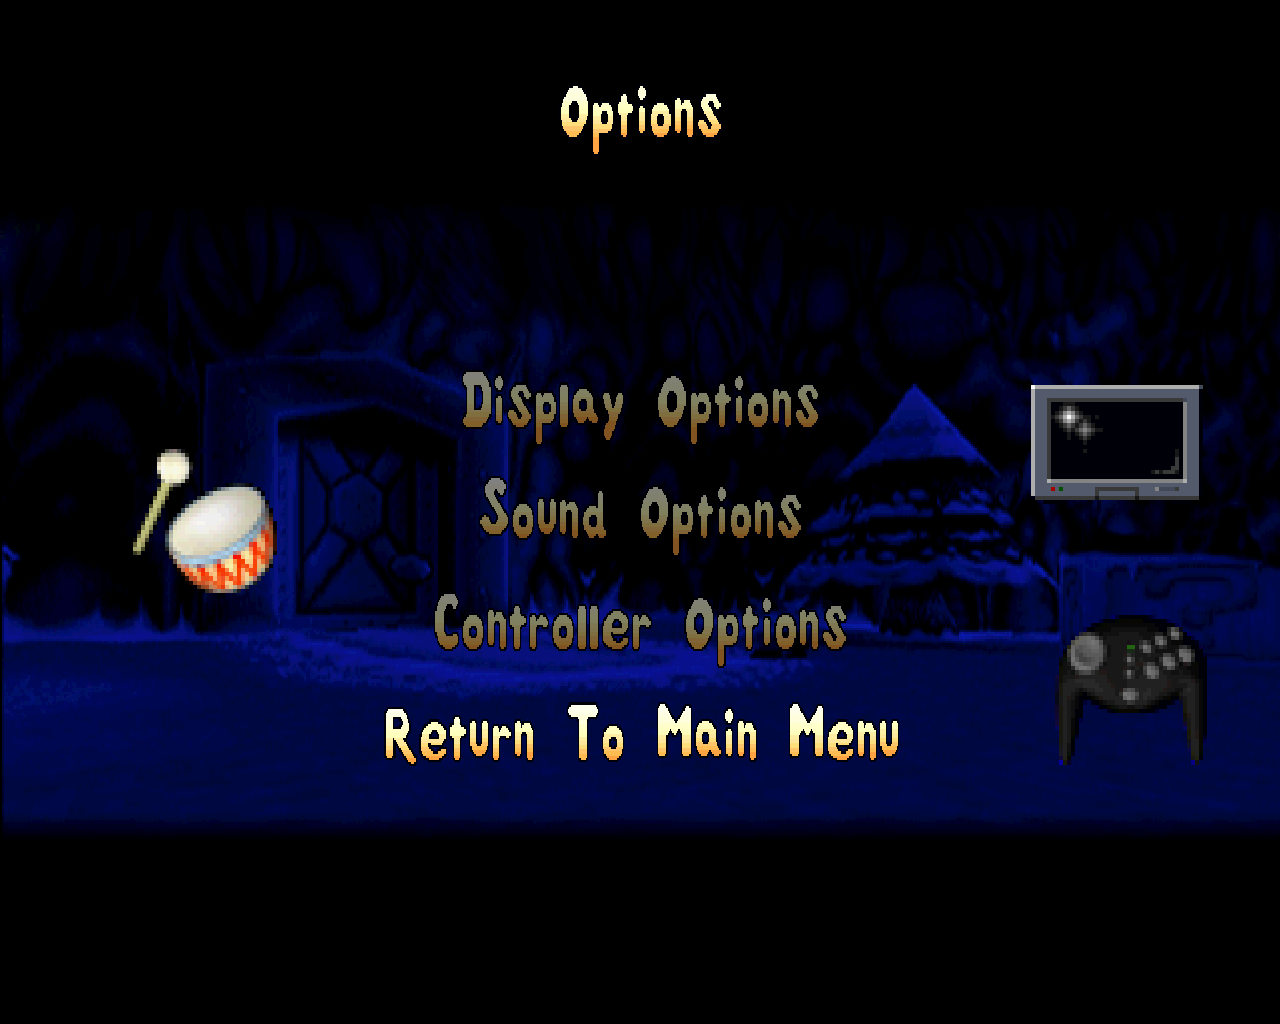 Options
Display Options
Sound Options
Controller Options
Return To Main Menu